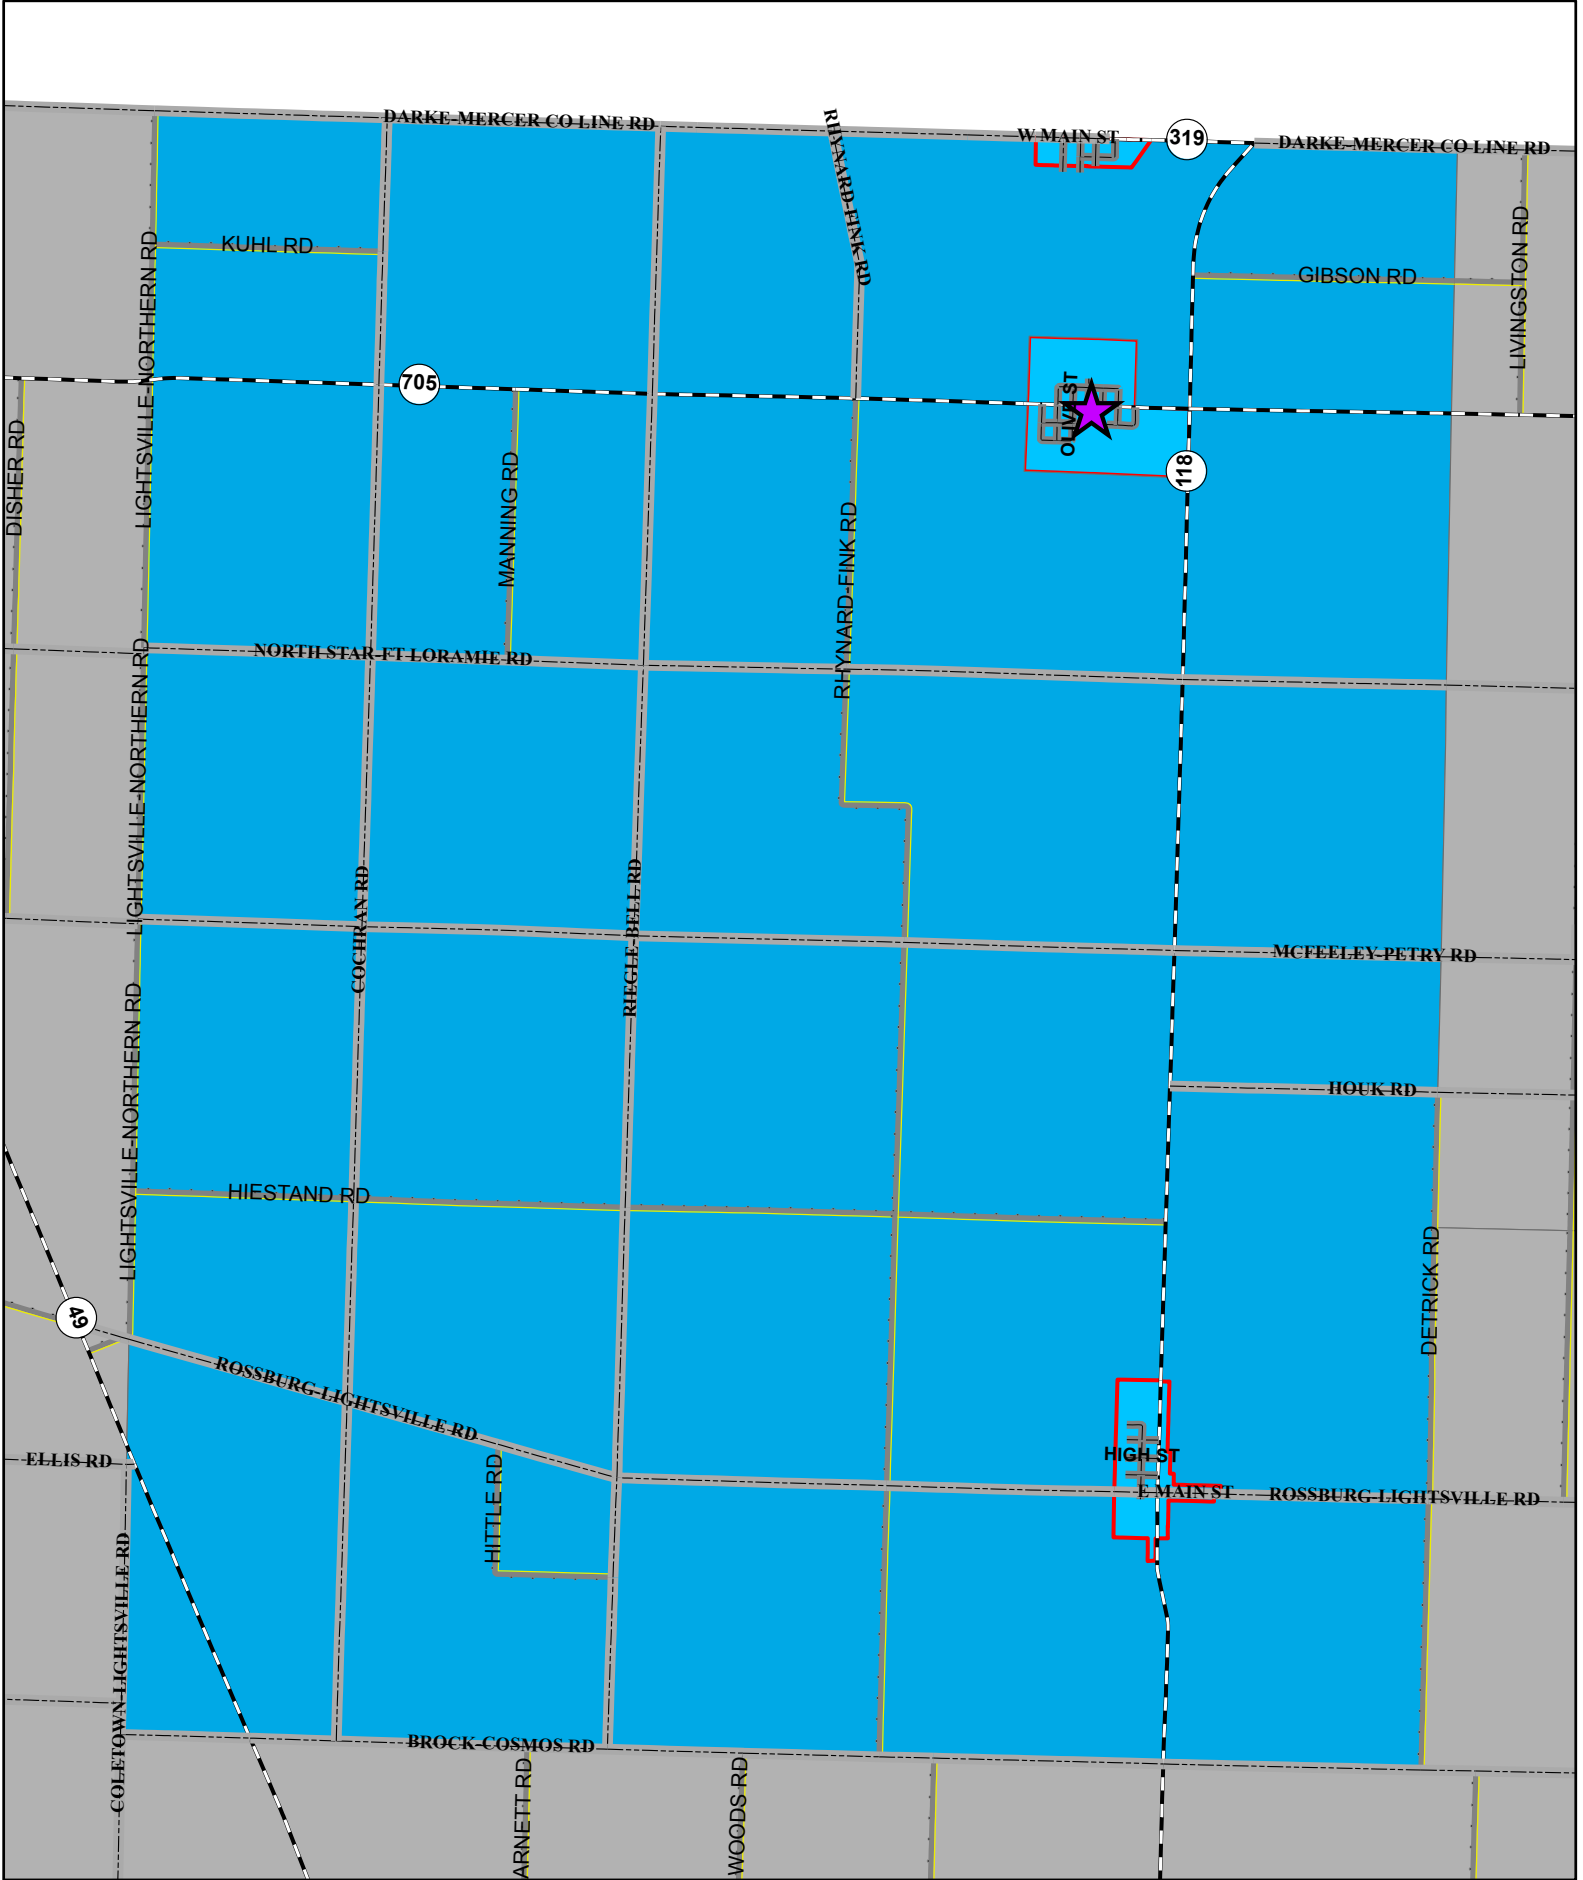 DARKE-MERCER CO LINE RD
RHYNARD-FINK RD
W MAIN ST
319
DARKE-MERCER CO LINE RD
KUHL RD
LIGHTSVILLE-NORTHERN RD
GIBSON RD
LIVINGSTON RD
705
OLIVE ST
118
DISHER RD
MANNING RD
RHYNARD-FINK RD
NORTH STAR-FT LORAMIE RD
LIGHTSVILLE-NORTHERN RD
COCHRAN RD
RIEGLE-BELL RD
MCFEELEY-PETRY RD
LIGHTSVILLE-NORTHERN RD
HOUK RD
HIESTAND RD
DETRICK RD
49
ROSSBURG-LIGHTSVILLE RD
ELLIS RD
HITTLE RD
HIGH ST
E MAIN ST
ROSSBURG-LIGHTSVILLE RD
COLETOWN-LIGHTSVILLE RD
BROCK-COSMOS RD
ARNETT RD
WOODS RD